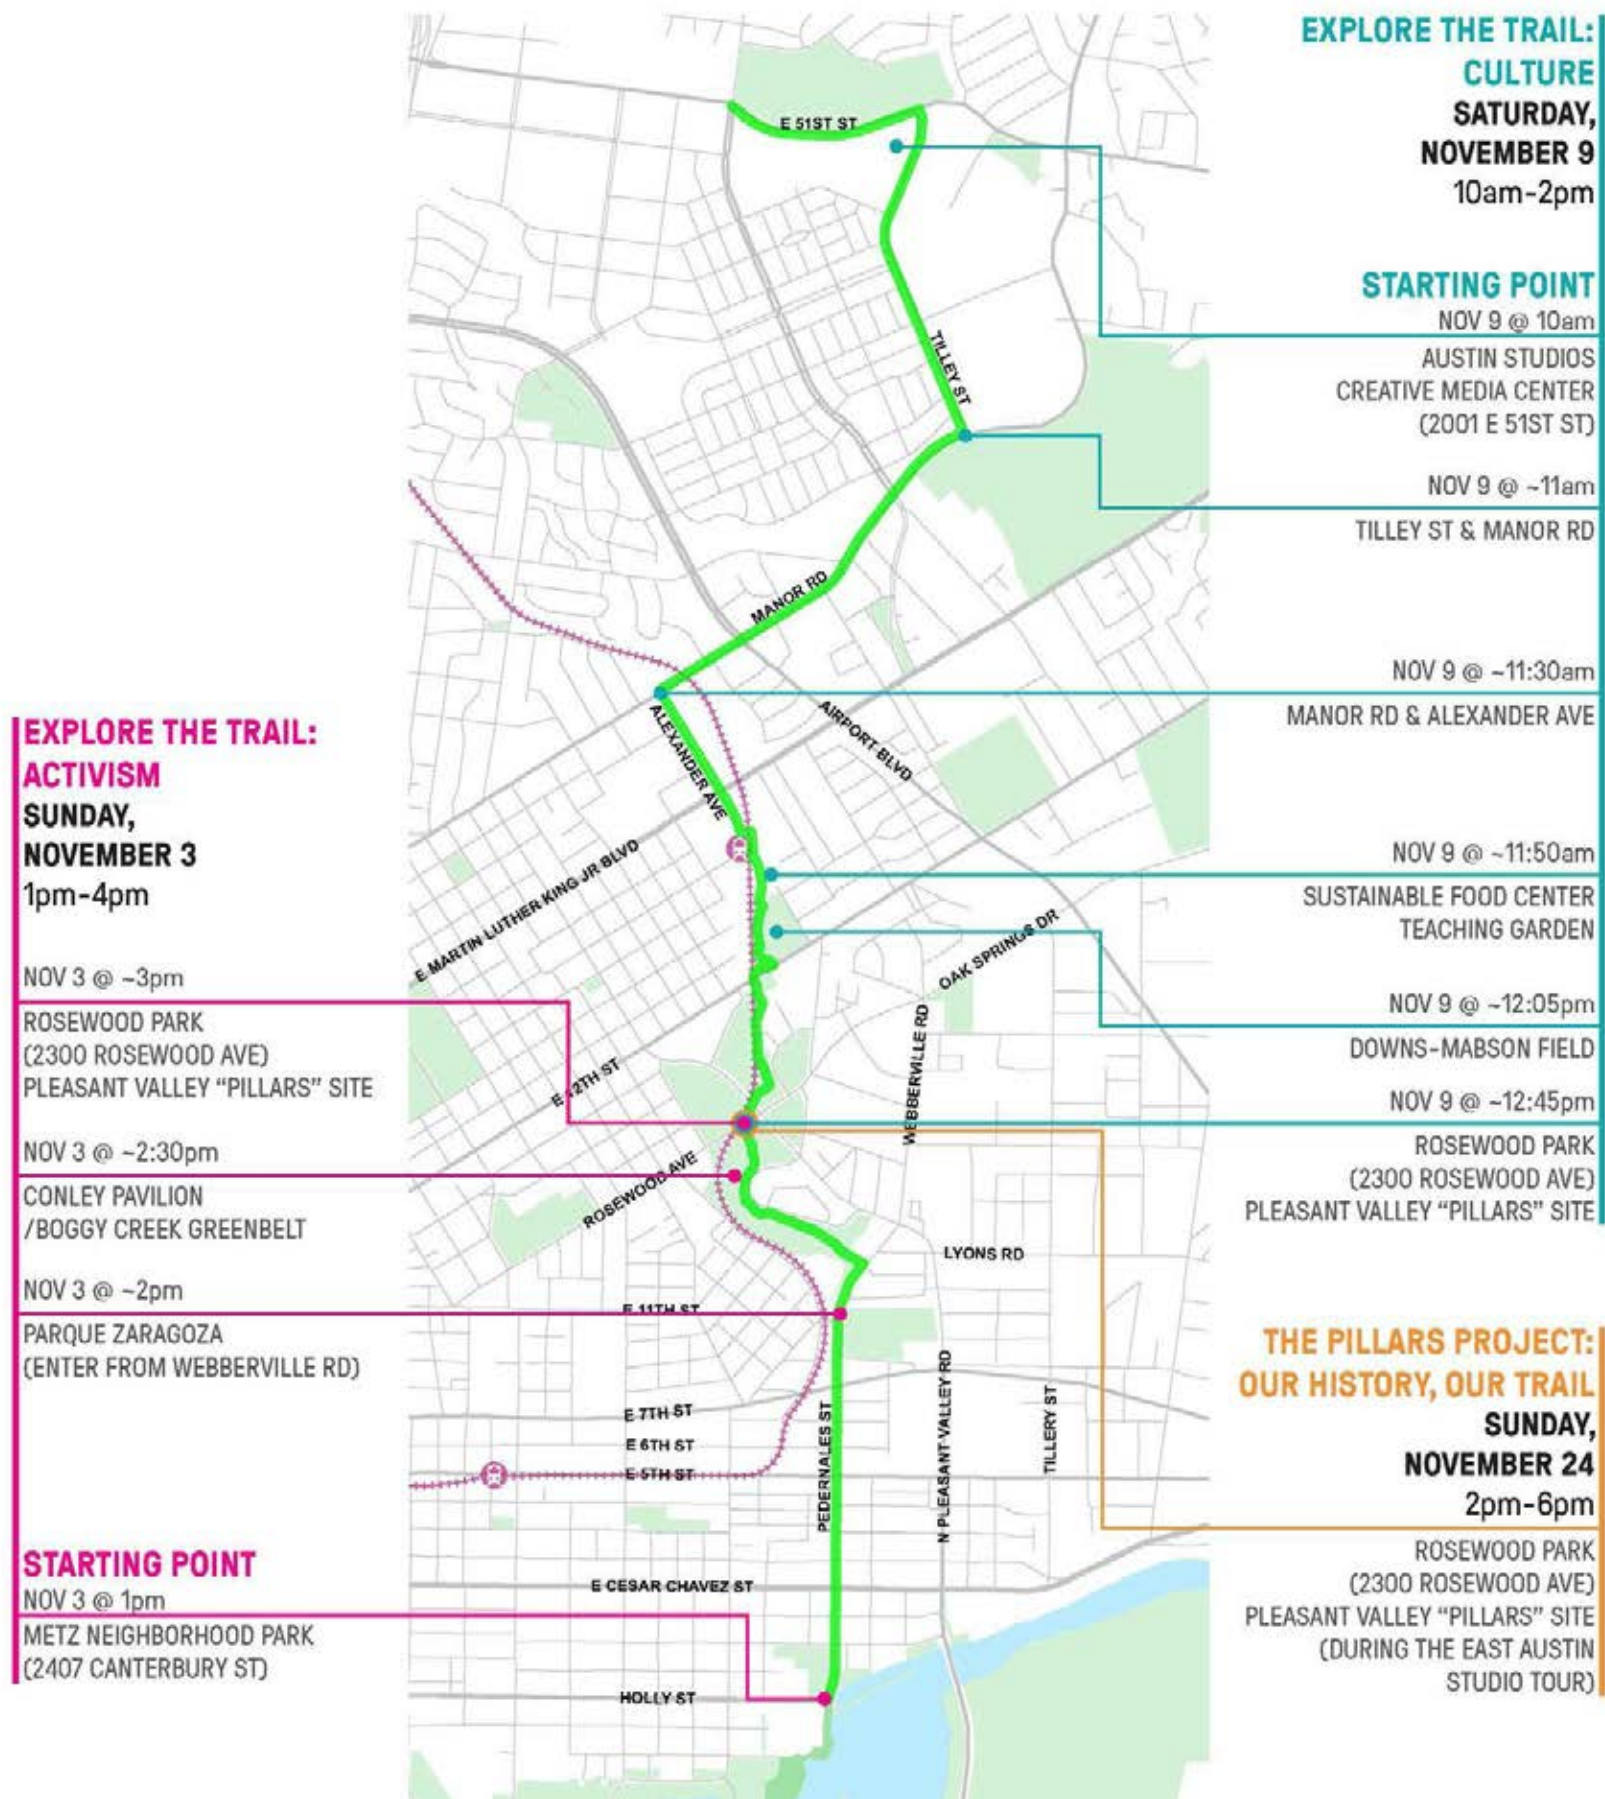 EXPLORE THE TRAIL:
CULTURE
SATURDAY,
NOVEMBER 9
10am-2pm
STARTING POINT
NOV 9 @ 10am
AUSTIN STUDIOS
CREATIVE MEDIA CENTER
(2001 E 51ST ST)
NOV 9 @ ~11am
TILLEY ST & MANOR RD
NOV 9 @ ~11:30am
MANOR RD & ALEXANDER AVE
NOV 9 @ ~11:50am
SUSTAINABLE FOOD CENTER
TEACHING GARDEN
NOV 9 @ ~12:05pm
DOWNS-MABSON FIELD
NOV 9 @ ~12:45pm
ROSEWOOD PARK
(2300 ROSEWOOD AVE)
PLEASANT VALLEY “PILLARS” SITE
EXPLORE THE TRAIL:
ACTIVISM
SUNDAY,
NOVEMBER 3
1pm-4pm
NOV 3 @ ~3pm
ROSEWOOD PARK
(2300 ROSEWOOD AVE)
PLEASANT VALLEY “PILLARS” SITE
NOV 3 @ ~2:30pm
CONLEY PAVILION
/BOGGY CREEK GREENBELT
NOV 3 @ ~2pm
PARQUE ZARAGOZA
(ENTER FROM WEBBERVILLE RD)
STARTING POINT
NOV 3 @ 1pm
METZ NEIGHBORHOOD PARK
(2407 CANTERBURY ST)
THE PILLARS PROJECT:
OUR HISTORY, OUR TRAIL
SUNDAY,
NOVEMBER 24
2pm-6pm
ROSEWOOD PARK
(2300 ROSEWOOD AVE)
PLEASANT VALLEY “PILLARS” SITE
(DURING THE EAST AUSTIN
STUDIO TOUR)
E 51ST ST
TILLEY ST
MANOR RD
ALEXANDER AVE
AIRPORT BLVD
E MARTIN LUTHER KING JR BLVD
OAK SPRINGS DR
WEBBERVILLE RD
E 12TH ST
ROSEWOOD AVE
LYONS RD
E 11TH ST
E 7TH ST
E 6TH ST
E 5TH ST
PEDERNALES ST
N PLEASANT VALLEY RD
TILLERY ST
E CESAR CHAVEZ ST
HOLLY ST